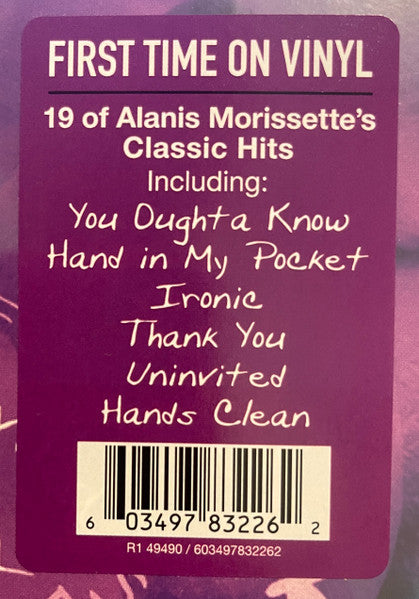 FIRST TIME ON VINYL
19 of Alanis Morissette's
Classic Hits
Including:
You Oughta Know
Hand in My Pocket
Ironic
Thank You
Uninvited
Hands Clean
6 03497 83226 2
R1 49490 / 603497832262